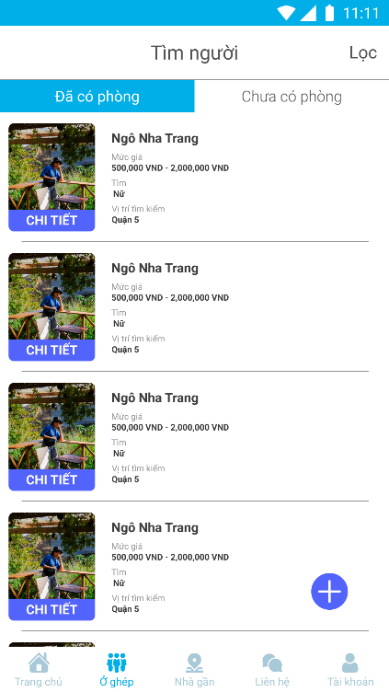 11:11
Tìm người
Lọc
Đã có phòng
Chưa có phòng
Ngô Nha Trang
Mức giá
500,000 VND - 2,000,000 VND
Tìm
Nữ
Vị trí tìm kiếm
Quận 5
CHI TIẾT
Ngô Nha Trang
Mức giá
500,000 VND - 2,000,000 VND
Tìm
Nữ
Vị trí tìm kiếm
Quận 5
CHI TIẾT
Ngô Nha Trang
Mức giá
500,000 VND - 2,000,000 VND
Tìm
Nữ
Vị trí tìm kiếm
Quận 5
CHI TIẾT
Ngô Nha Trang
Mức giá
500,000 VND - 2,000,000 VND
Tìm
Nữ
Vị trí tìm kiếm
Quận 5
CHI TIẾT
Trang chủ
Ở ghép
Nhà gần
Liên hệ
Tài khoản